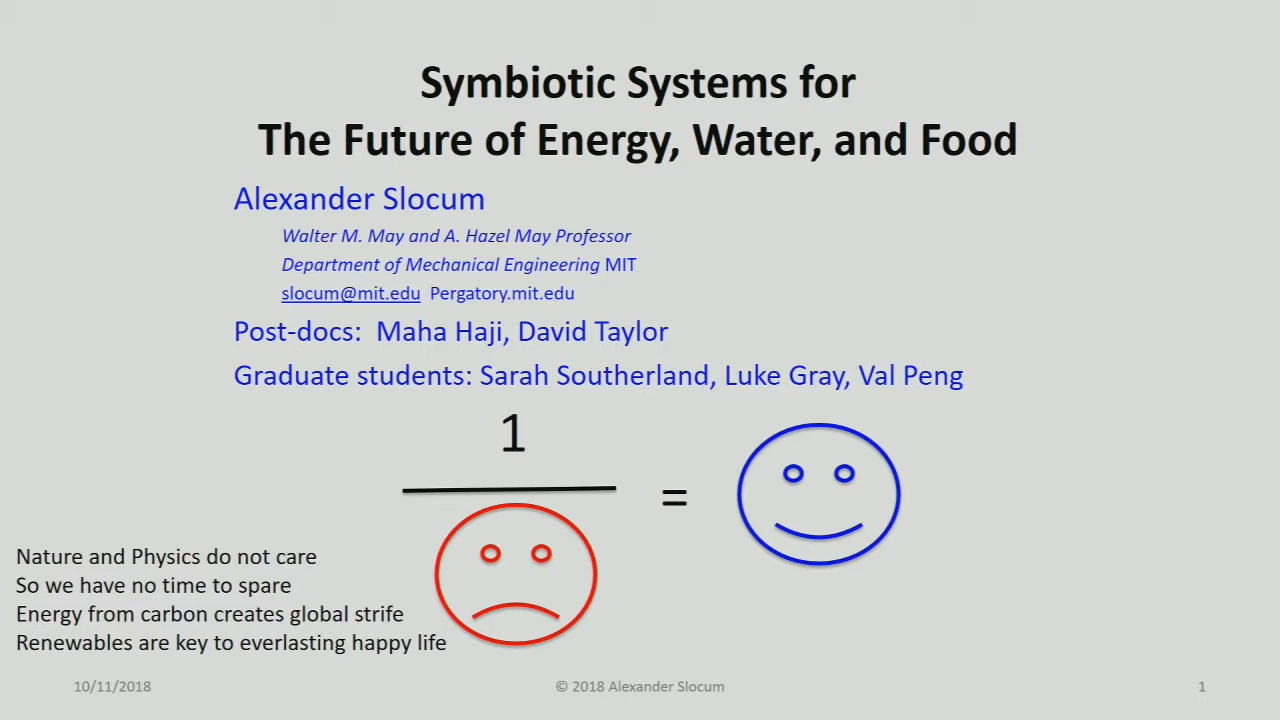 Symbiotic Systems for
The Future of Energy, Water, and Food
Alexander Slocum
Walter M. May and A. Hazel May Professor
Department of Mechanical Engineering MIT
slocum@mit.edu Pergatory.mit.edu
Post-docs: Maha Haji, David Taylor
Graduate students: Sarah Southerland, Luke Gray, Val Peng
1
=
Nature and Physics do not care
So we have no time to spare
Energy from carbon creates global strife
Renewables are key to everlasting happy life
10/11/2018
© 2018 Alexander Slocum
1